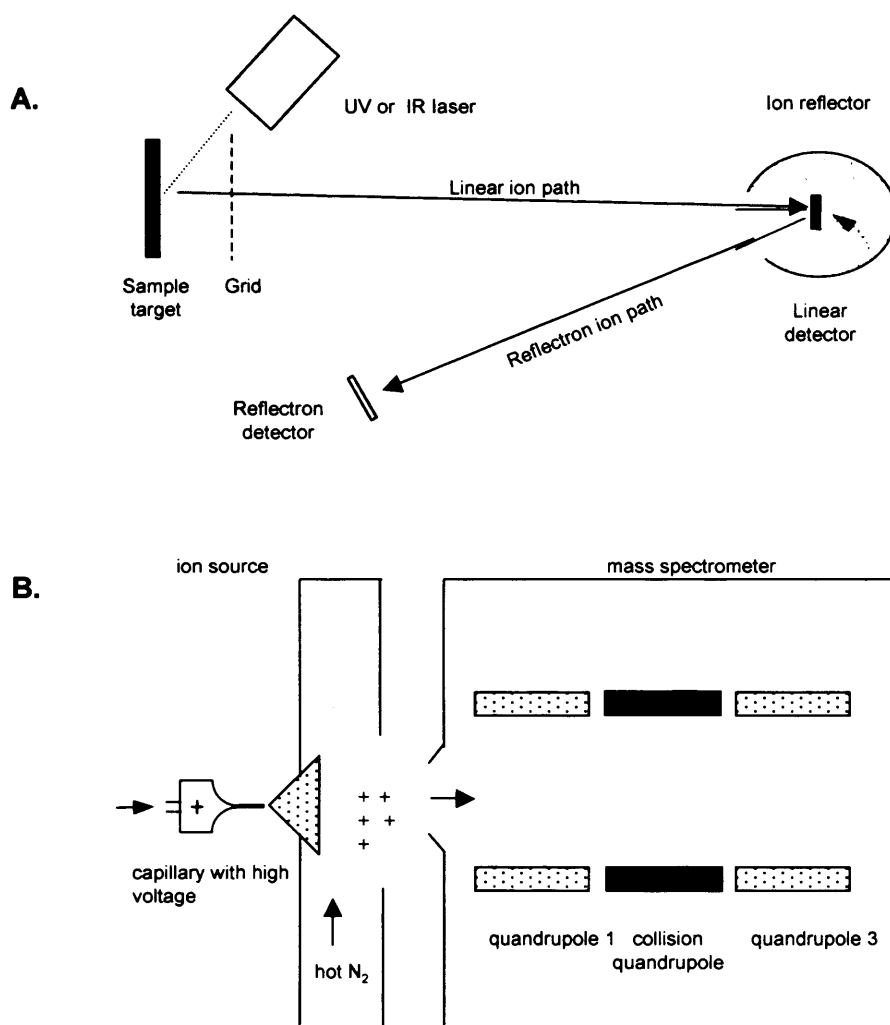 A.
UV or IR laser
Ion reflector
Linear ion path
Sample
target
Grid
Linear
detector
Reflectron ion path
Reflectron
detector
B.
ion source
mass spectrometer
+
+ +
+ +
+
capillary with high
voltage
hot N₂
quandrupole 1
collision
quandrupole
quandrupole 3